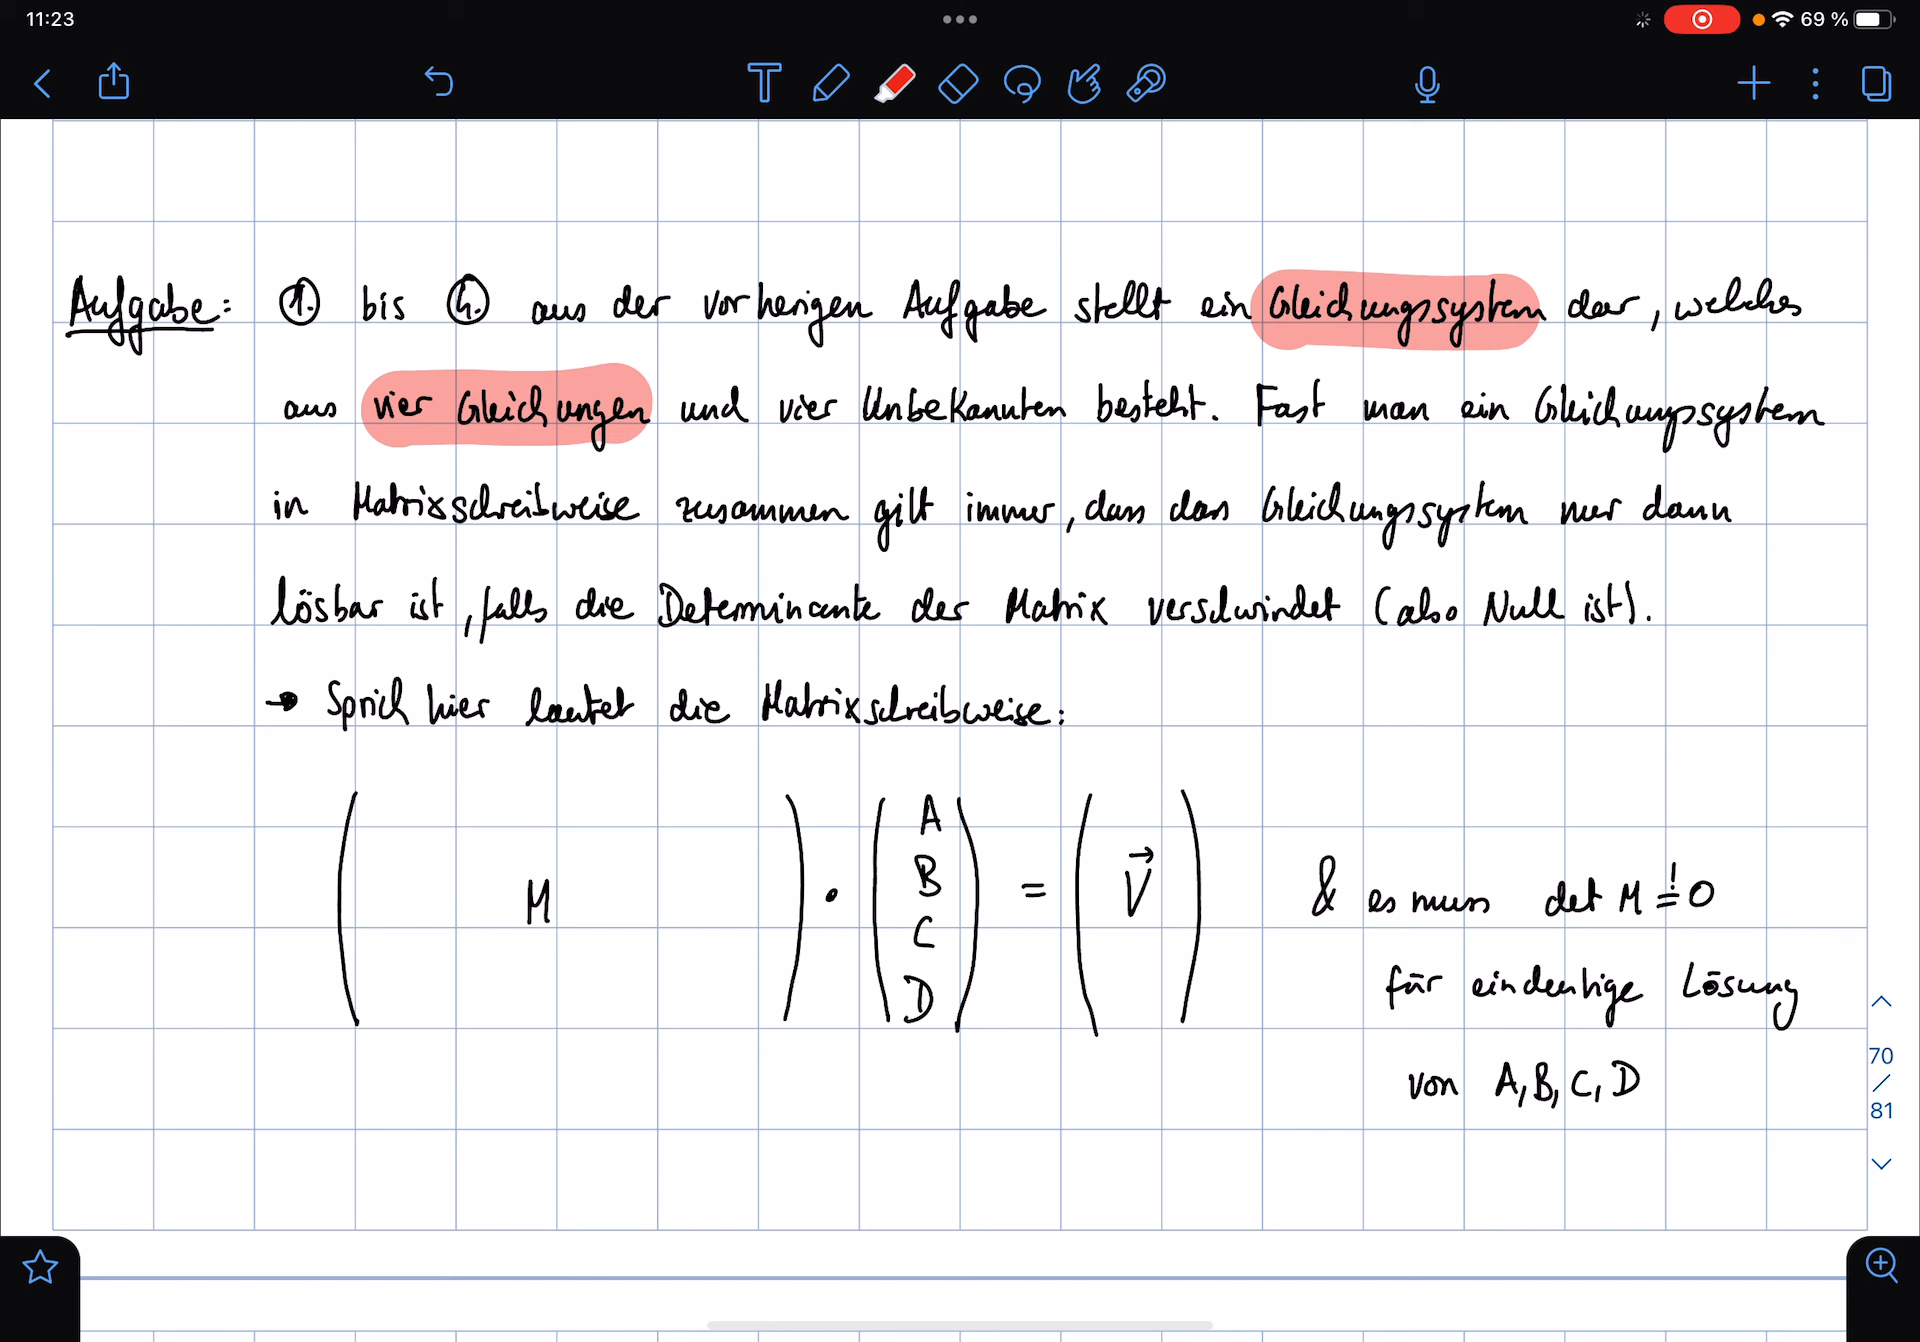 11:23
69 %
Aufgabe: 1. bis 4. aus der vorherigen Aufgabe stellt ein Gleichungssystem dar, welches
aus vier Gleichungen und vier Unbekannten besteht. Fast man ein Gleichungssystem
in Matrixschreibweise zusammen gilt immer, dass das Gleichungssystem nur dann
lösbar ist, falls die Determinante der Matrix verschwindet (also Null ist).
→ Sprich hier lautet die Matrixschreibweise:
( M ) · ( A B C D ) = ( V⃗ ) & es muss det M =! 0
für eindeutige Lösung
von A, B, C, D
70
/
81